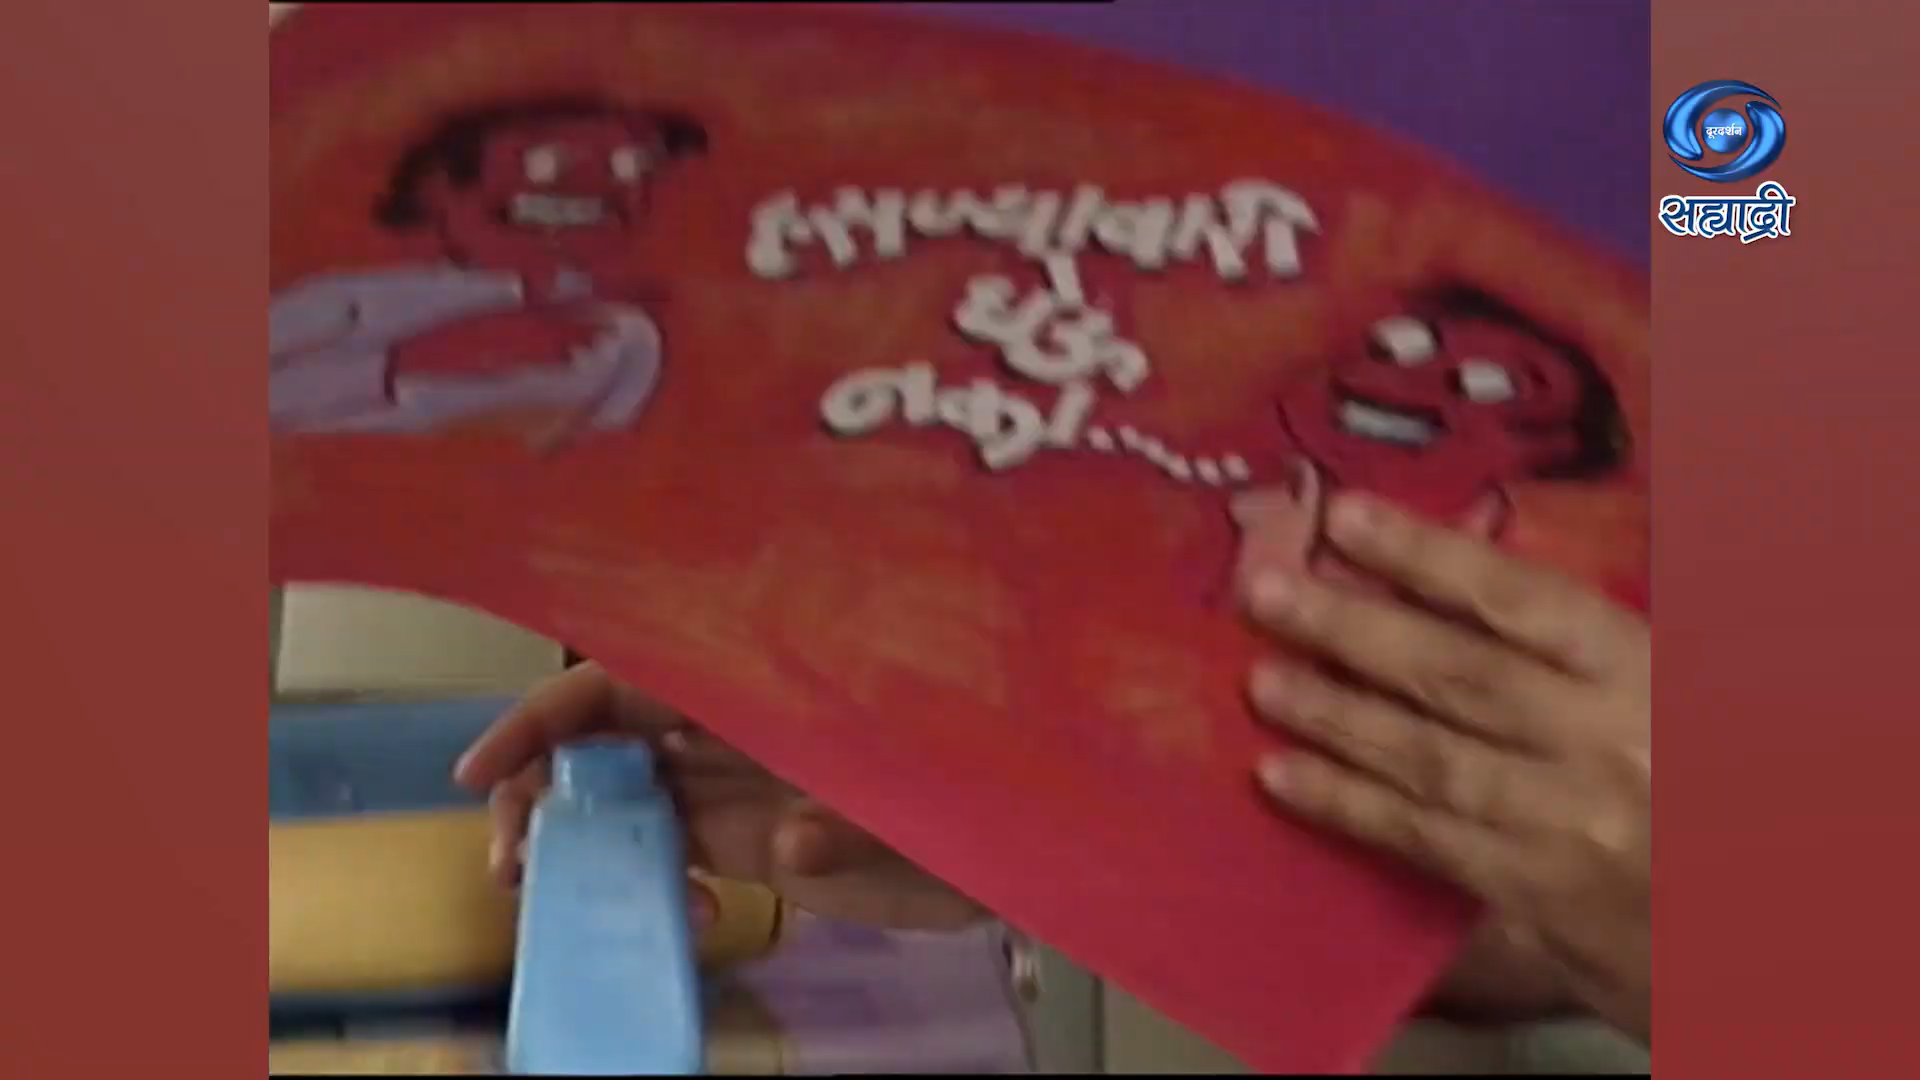 हसण्यावारी
घेऊ
नका......
दूरदर्शन
सह्याद्री